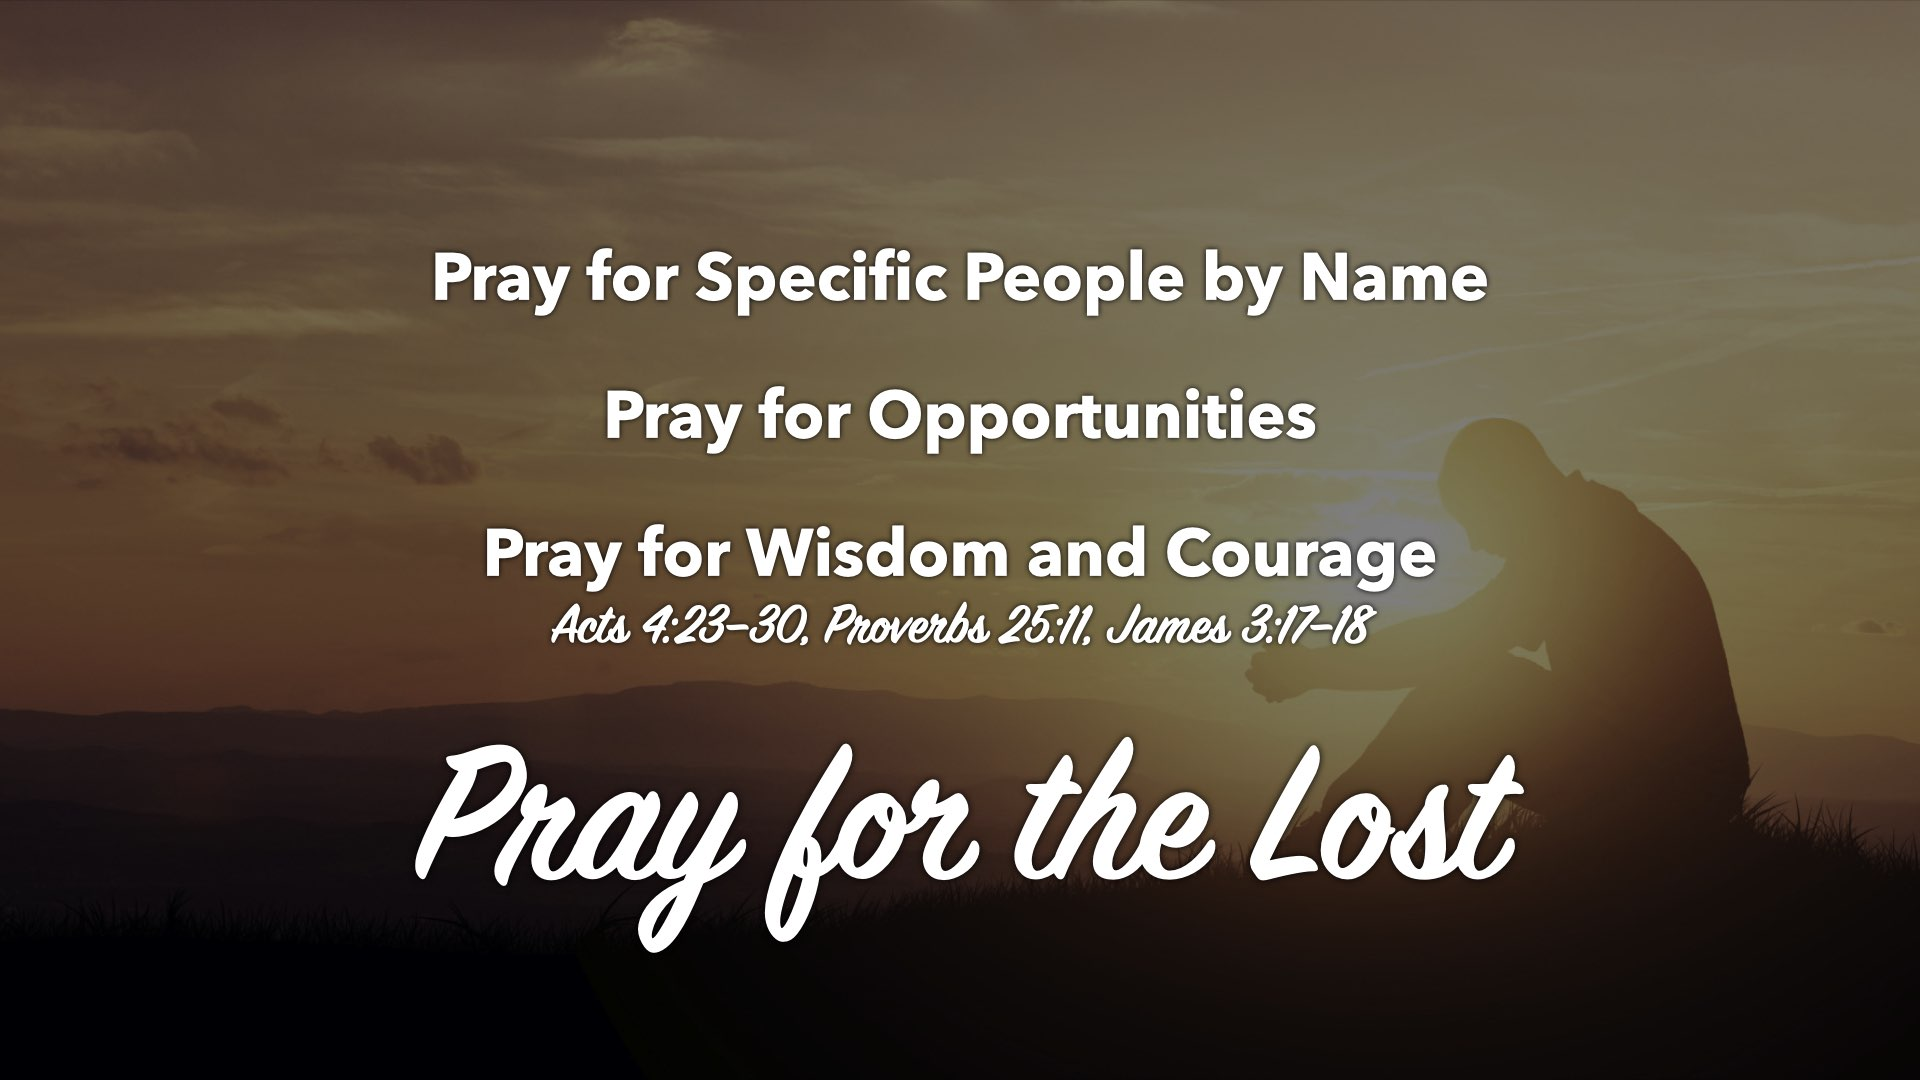 Pray for Specific People by Name
Pray for Opportunities
Pray for Wisdom and Courage
Acts 4:23–30, Proverbs 25:11, James 3:17–18
Pray for the Lost